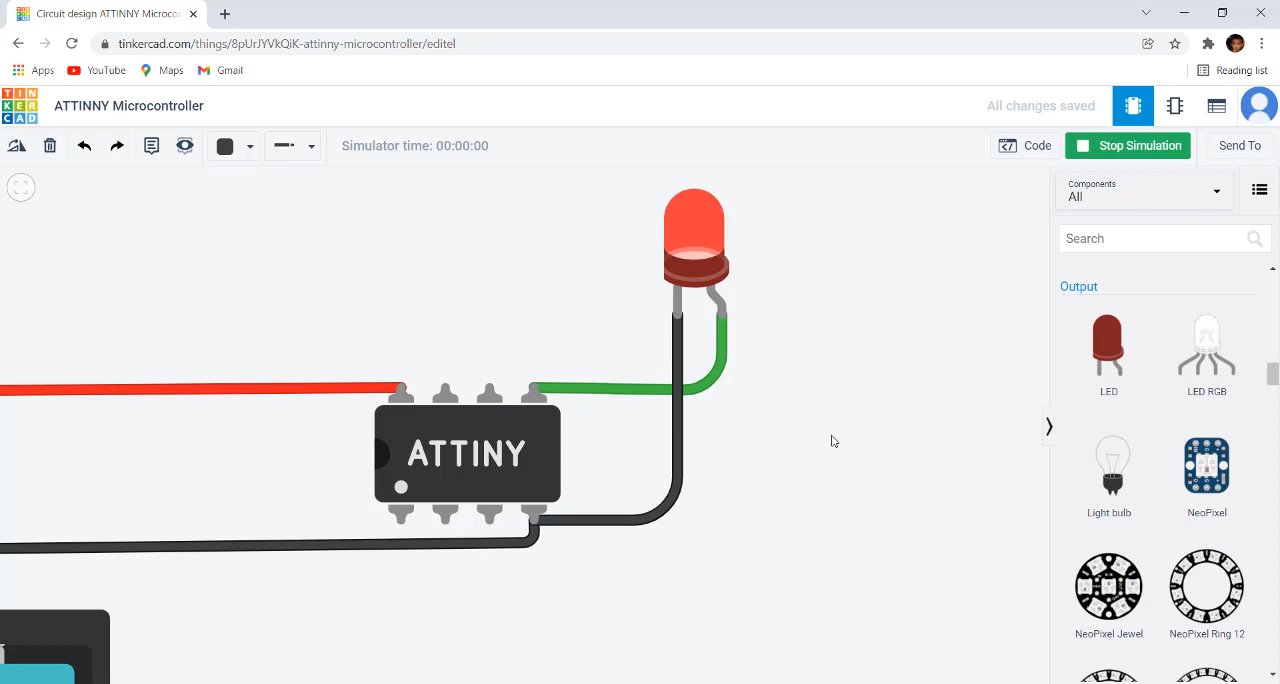 Circuit design ATTINNY Microcon
tinkercad.com/things/8pUrJYVkQiK-attinny-microcontroller/editel
Apps YouTube Maps Gmail Reading list
TIN
KER
CAD
ATTINNY Microcontroller All changes saved
Simulator time: 00:00:00 Code Stop Simulation Send To
Components
All
Search
Output
LED LED RGB
Light bulb NeoPixel
NeoPixel Jewel NeoPixel Ring 12
ATTINY